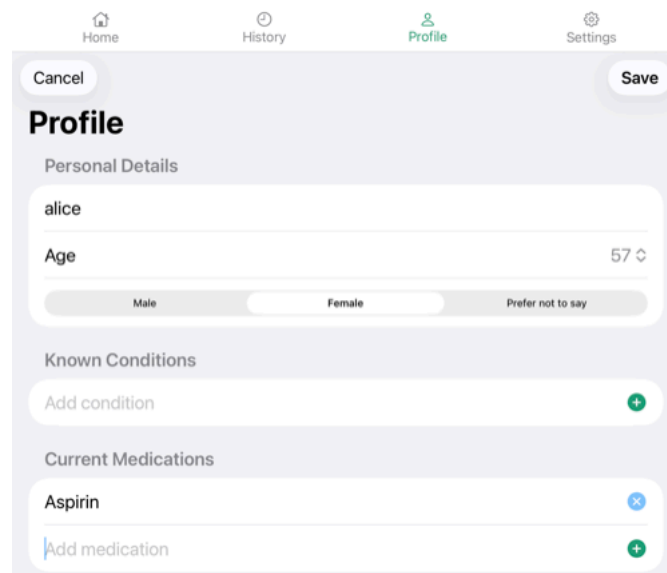 Home History Profile Settings
Cancel Save
Profile
Personal Details
alice
Age 57
Male Female Prefer not to say
Known Conditions
Add condition
Current Medications
Aspirin
Add medication